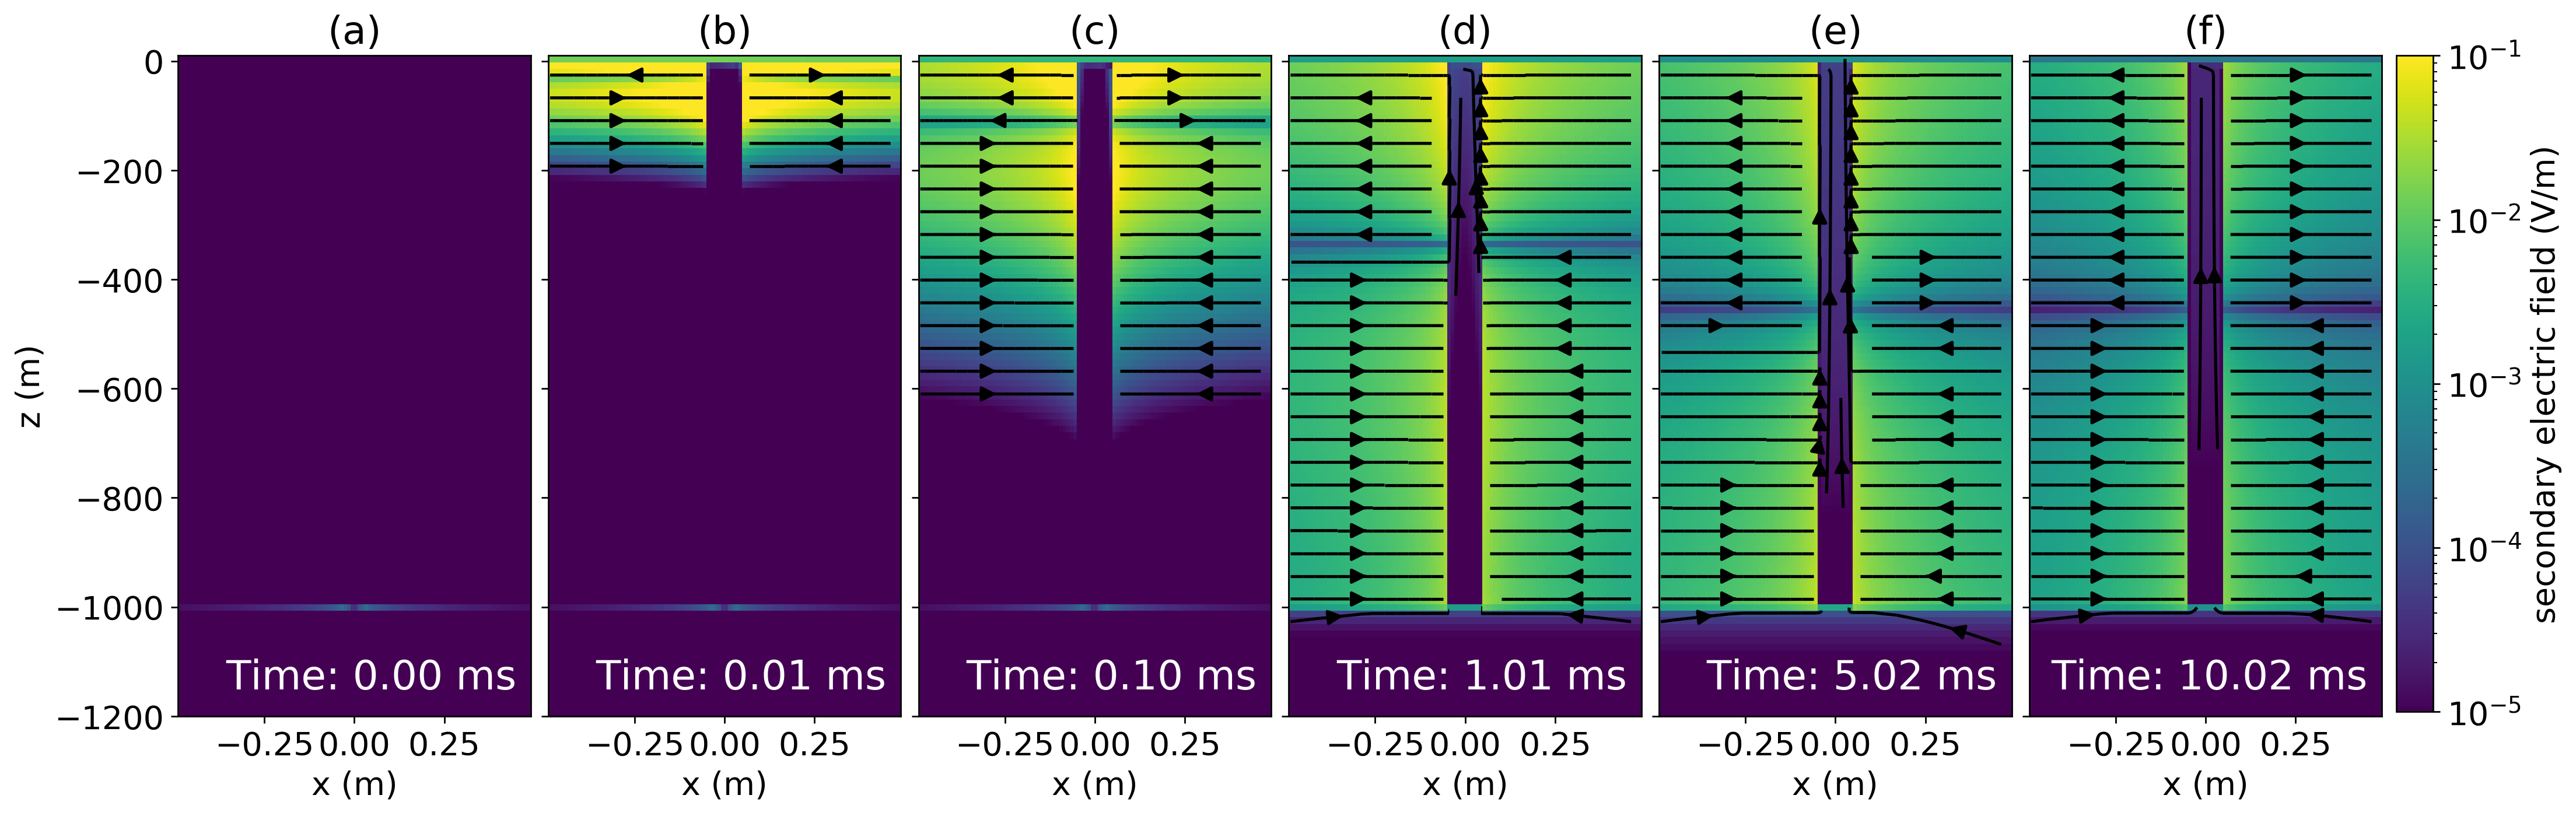 (a) (b) (c) (d) (e) (f)
z (m)
0
−200
−400
−600
−800
−1000
−1200
Time: 0.00 ms Time: 0.01 ms Time: 0.10 ms Time: 1.01 ms Time: 5.02 ms Time: 10.02 ms
−0.25 0.00 0.25 −0.25 0.00 0.25 −0.25 0.00 0.25 −0.25 0.00 0.25 −0.25 0.00 0.25 −0.25 0.00 0.25
x (m) x (m) x (m) x (m) x (m) x (m)
10⁻¹
10⁻²
10⁻³
10⁻⁴
10⁻⁵
secondary electric field (V/m)